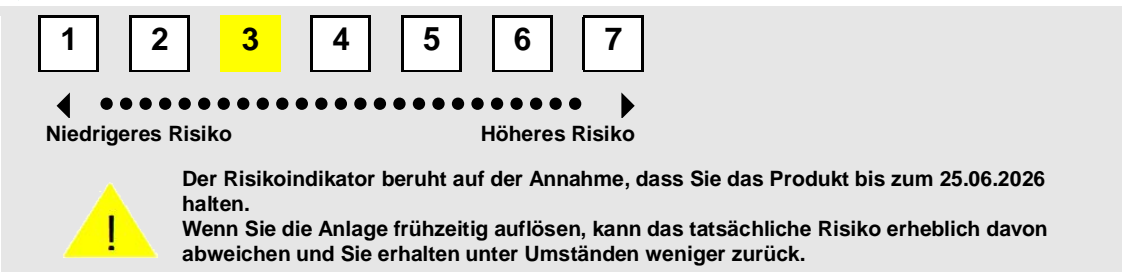 1 2 3 4 5 6 7
Niedrigeres Risiko Höheres Risiko
Der Risikoindikator beruht auf der Annahme, dass Sie das Produkt bis zum 25.06.2026
halten.
Wenn Sie die Anlage frühzeitig auflösen, kann das tatsächliche Risiko erheblich davon
abweichen und Sie erhalten unter Umständen weniger zurück.
!